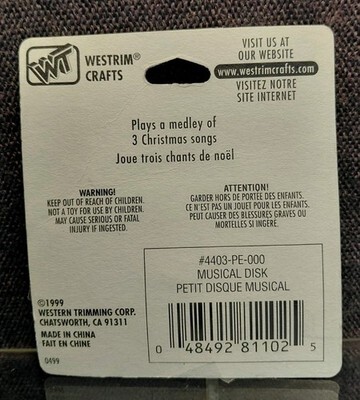 WT
WESTRIM®
CRAFTS
VISIT US AT
OUR WEBSITE
www.westrimcrafts.com
VISITEZ NOTRE
SITE INTERNET
Plays a medley of
3 Christmas songs
Joue trois chants de noël
WARNING!
KEEP OUT OF REACH OF CHILDREN.
NOT A TOY FOR USE BY CHILDREN.
MAY CAUSE SERIOUS OR FATAL
INJURY IF INGESTED.
ATTENTION!
GARDER HORS DE PORTÉE DES ENFANTS.
CE N'EST PAS UN JOUET POUR LES ENFANTS.
PEUT CAUSER DES BLESSURES GRAVES OU
MORTELLES SI INGÉRÉ.
#4403-PE-000
MUSICAL DISK
PETIT DISQUE MUSICAL
0 48492 81102 5
©1999
WESTERN TRIMMING CORP.
CHATSWORTH, CA 91311
MADE IN CHINA
FAIT EN CHINE
0499